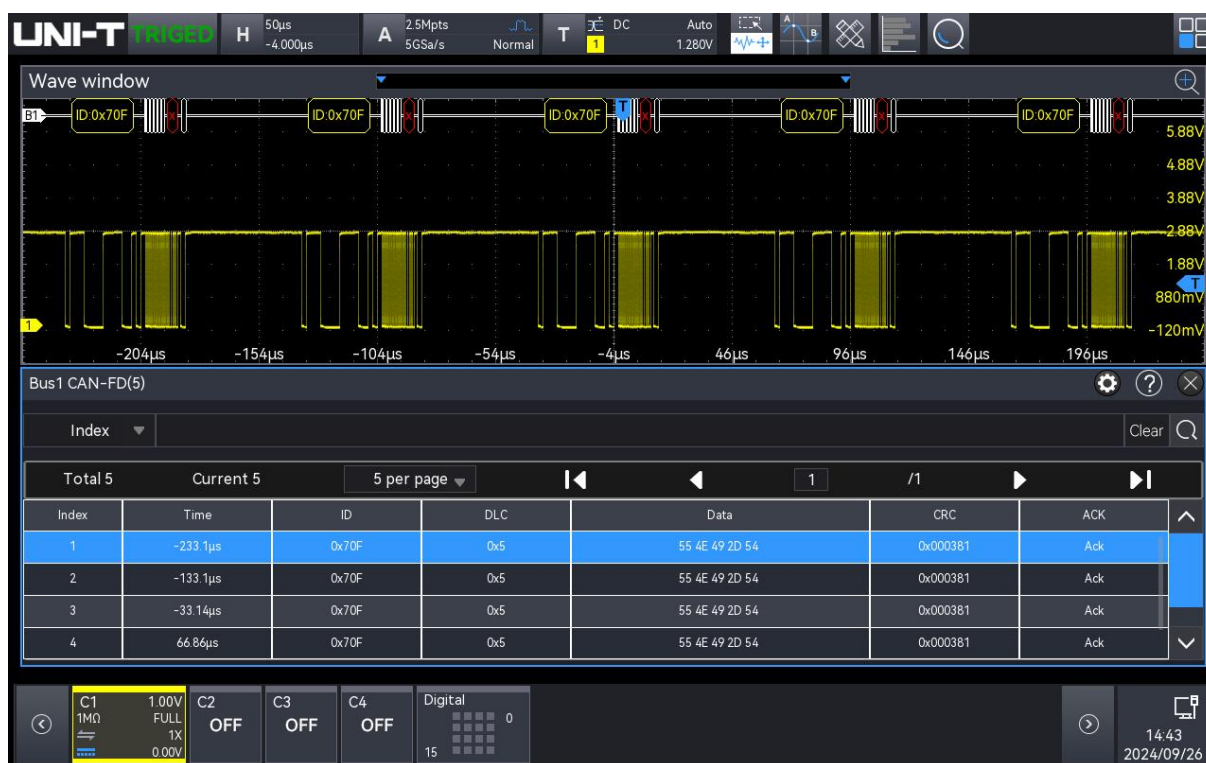 UNI-T TRIGED H 50µs -4.000µs A 2.5Mpts 5GSa/s Normal T 1 DC Auto 1.280V A B
Wave window
B1 ID:0x70F ID:0x70F ID:0x70F T ID:0x70F ID:0x70F
5.88V
4.88V
3.88V
2.88V
1.88V
T
880mV
1
-120mV
-204µs -154µs -104µs -54µs -4µs 46µs 96µs 146µs 196µs
Bus1 CAN-FD(5) ?
Index Clear
Total 5 Current 5 5 per page 1 /1
Index Time ID DLC Data CRC ACK
1 -233.1µs 0x70F 0x5 55 4E 49 2D 54 0x000381 Ack
2 -133.1µs 0x70F 0x5 55 4E 49 2D 54 0x000381 Ack
3 -33.14µs 0x70F 0x5 55 4E 49 2D 54 0x000381 Ack
4 66.86µs 0x70F 0x5 55 4E 49 2D 54 0x000381 Ack
C1 1.00V C2 C3 C4 Digital
1MΩ FULL OFF OFF OFF 0
1X
0.00V 15
14:43
2024/09/26